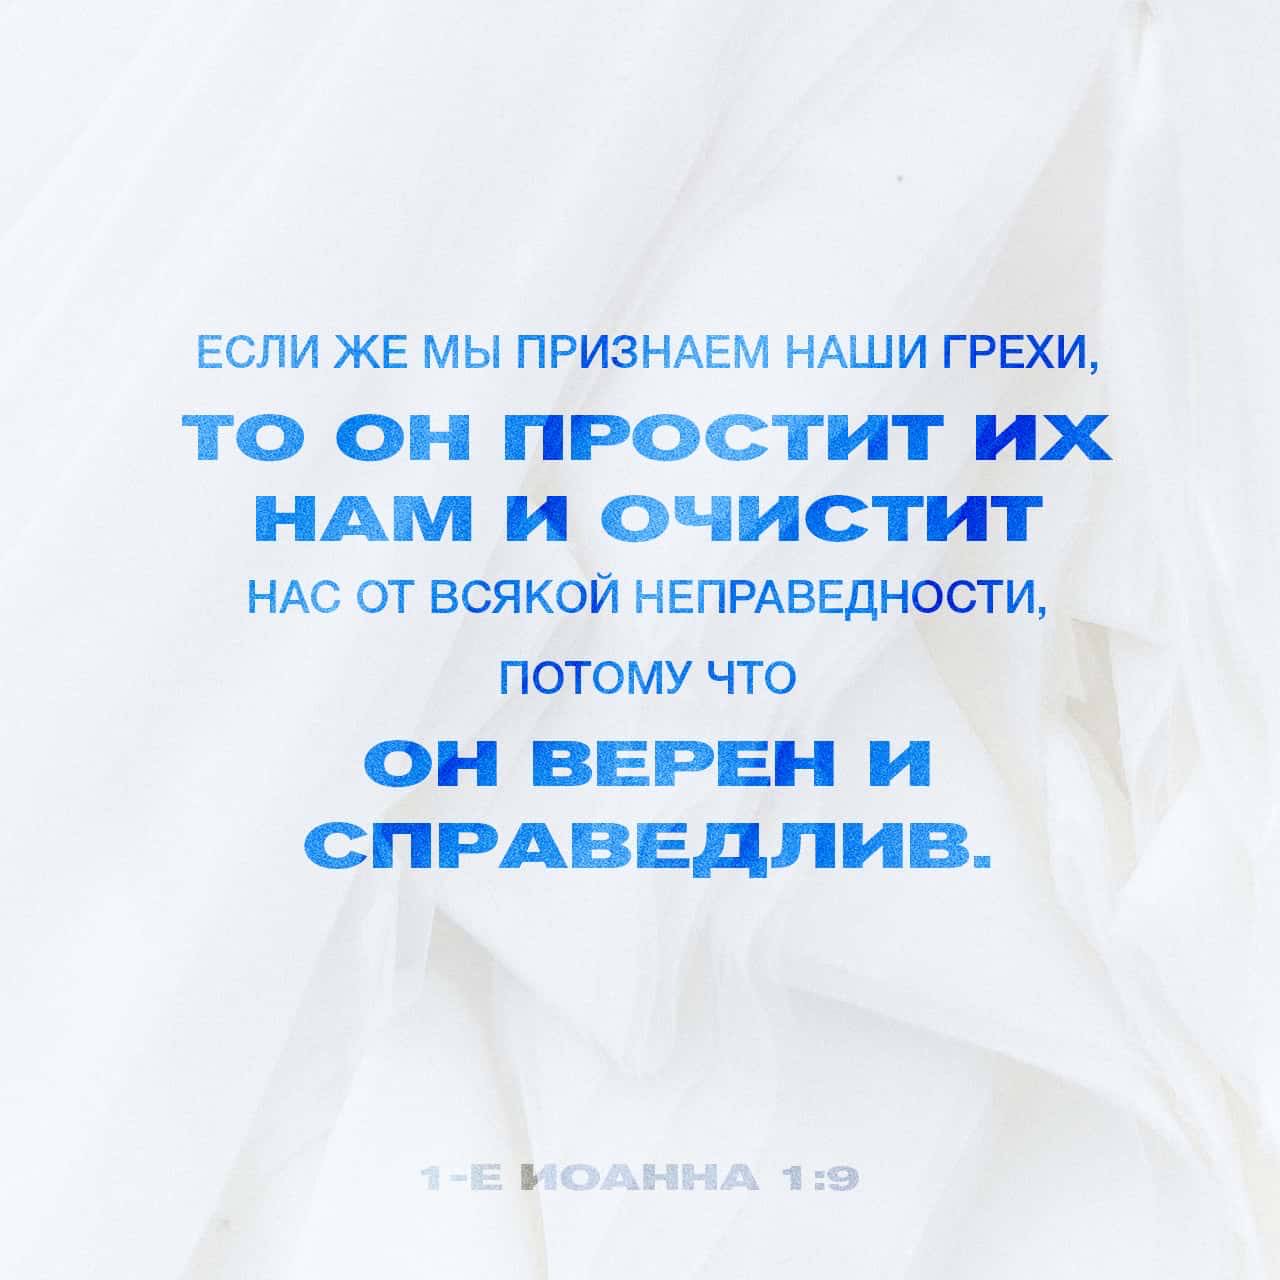 ЕСЛИ ЖЕ МЫ ПРИЗНАЕМ НАШИ ГРЕХИ,
ТО ОН ПРОСТИТ ИХ
НАМ И ОЧИСТИТ
НАС ОТ ВСЯКОЙ НЕПРАВЕДНОСТИ,
ПОТОМУ ЧТО
ОН ВЕРЕН И
СПРАВЕДЛИВ.
1-Е ИОАННА 1:9